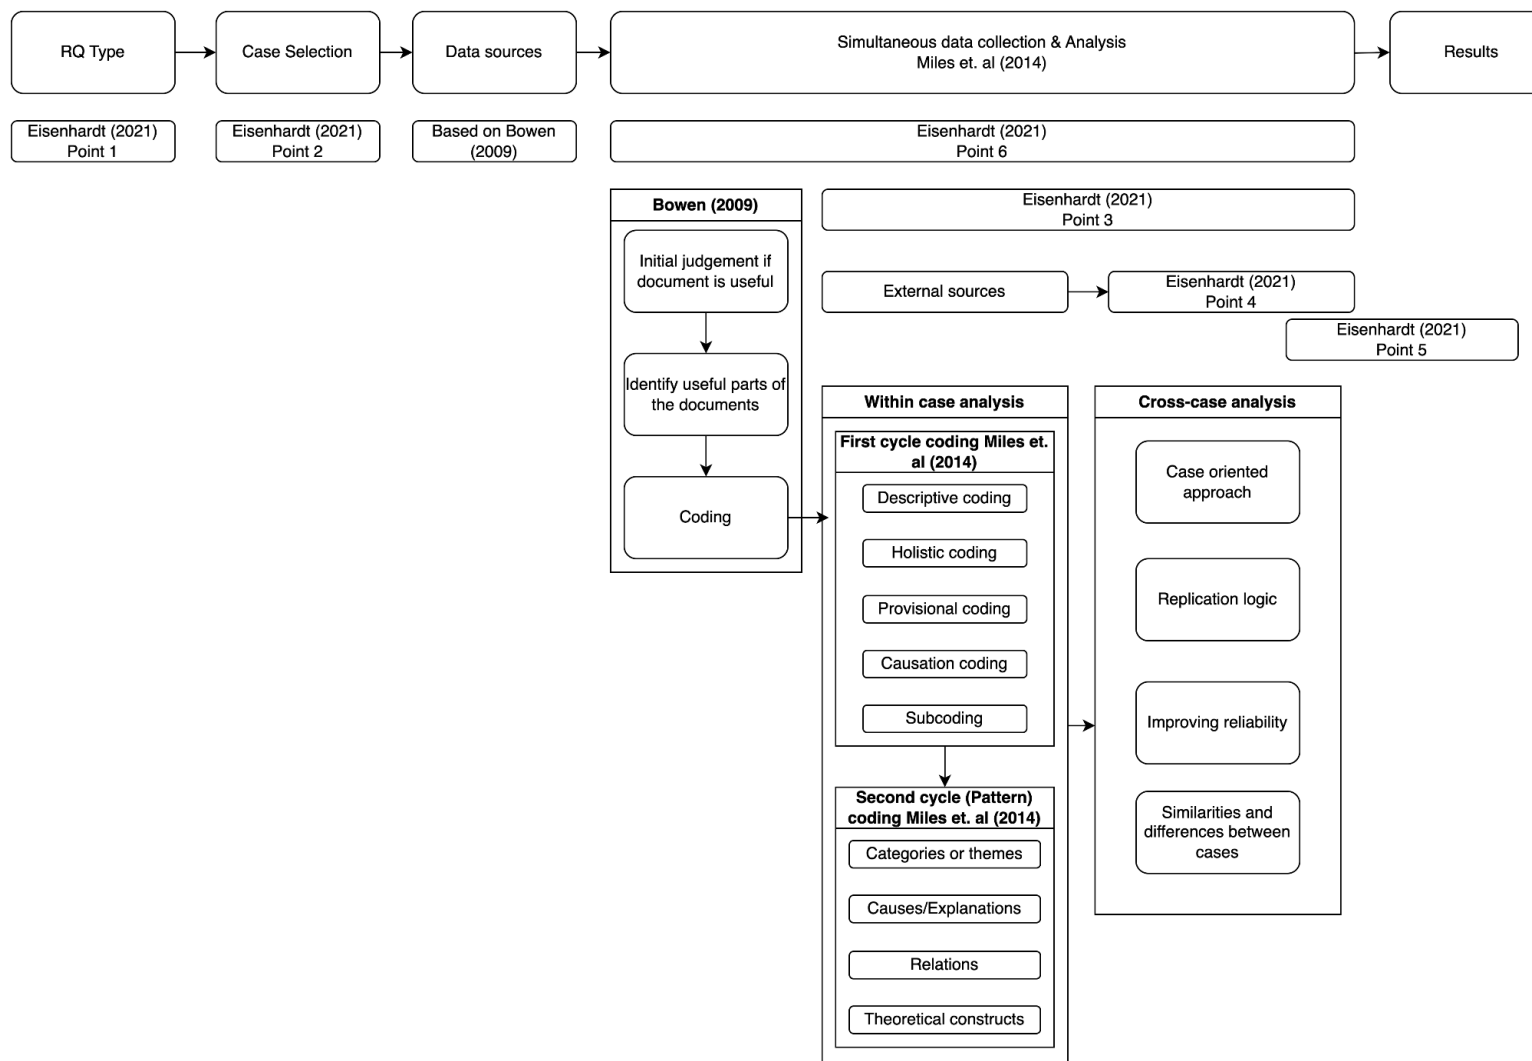 RQ Type
Case Selection
Data sources
Simultaneous data collection & Analysis
Miles et. al (2014)
Results
Eisenhardt (2021)
Point 1
Eisenhardt (2021)
Point 2
Based on Bowen
(2009)
Eisenhardt (2021)
Point 6
Bowen (2009)
Initial judgement if
document is useful
Identify useful parts of
the documents
Coding
Eisenhardt (2021)
Point 3
External sources
Eisenhardt (2021)
Point 4
Eisenhardt (2021)
Point 5
Within case analysis
First cycle coding Miles et.
al (2014)
Descriptive coding
Holistic coding
Provisional coding
Causation coding
Subcoding
Second cycle (Pattern)
coding Miles et. al (2014)
Categories or themes
Causes/Explanations
Relations
Theoretical constructs
Cross-case analysis
Case oriented
approach
Replication logic
Improving reliability
Similarities and
differences between
cases